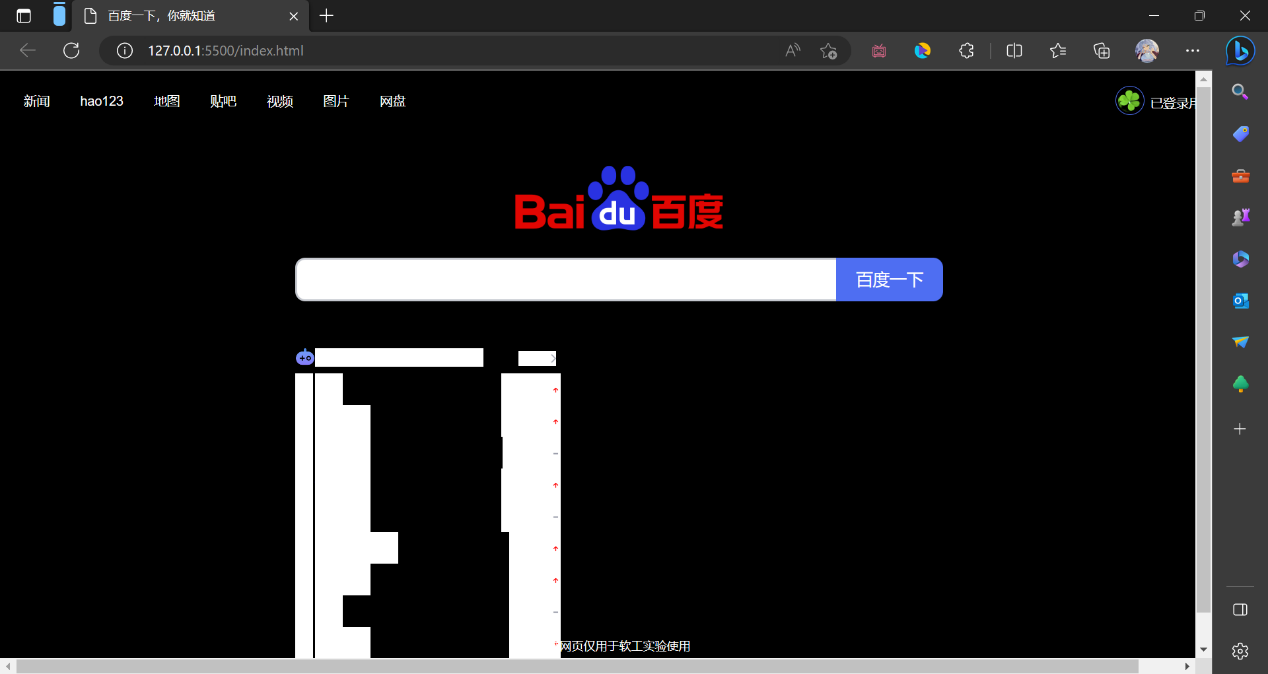 百度一下，你就知道
127.0.0.1:5500/index.html
新闻 hao123 地图 贴吧 视频 图片 网盘
已登录用
Bai du 百度
百度一下
网页仅用于软工实验使用